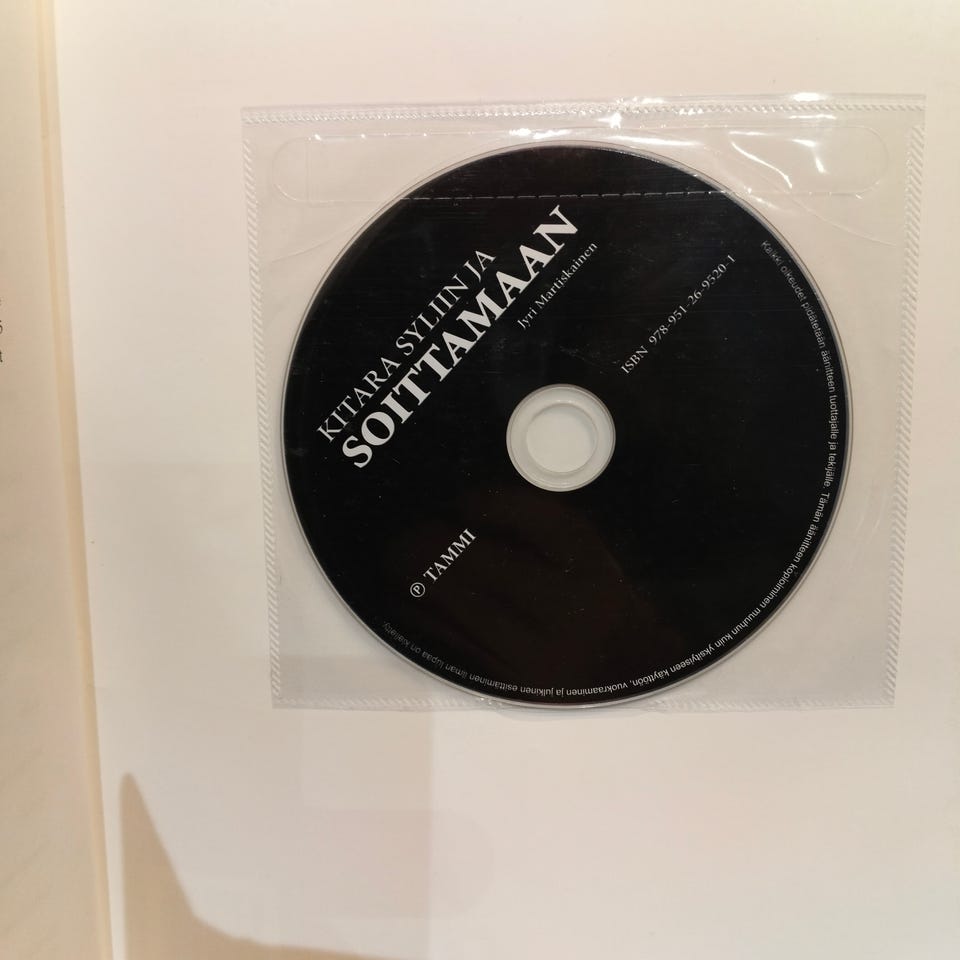 KITARA SYLIIN JA
SOITTAMAAN
Jyri Martiskainen
ISBN 978-951-26-9520-1
Ⓟ TAMMI
Kaikki oikeudet pidätetään äänitteen tuottajalle ja tekijälle. Tämän äänitteen kopioiminen muuhun kuin yksityiseen käyttöön, vuokraaminen ja julkinen esittäminen ilman lupaa on kielletty.